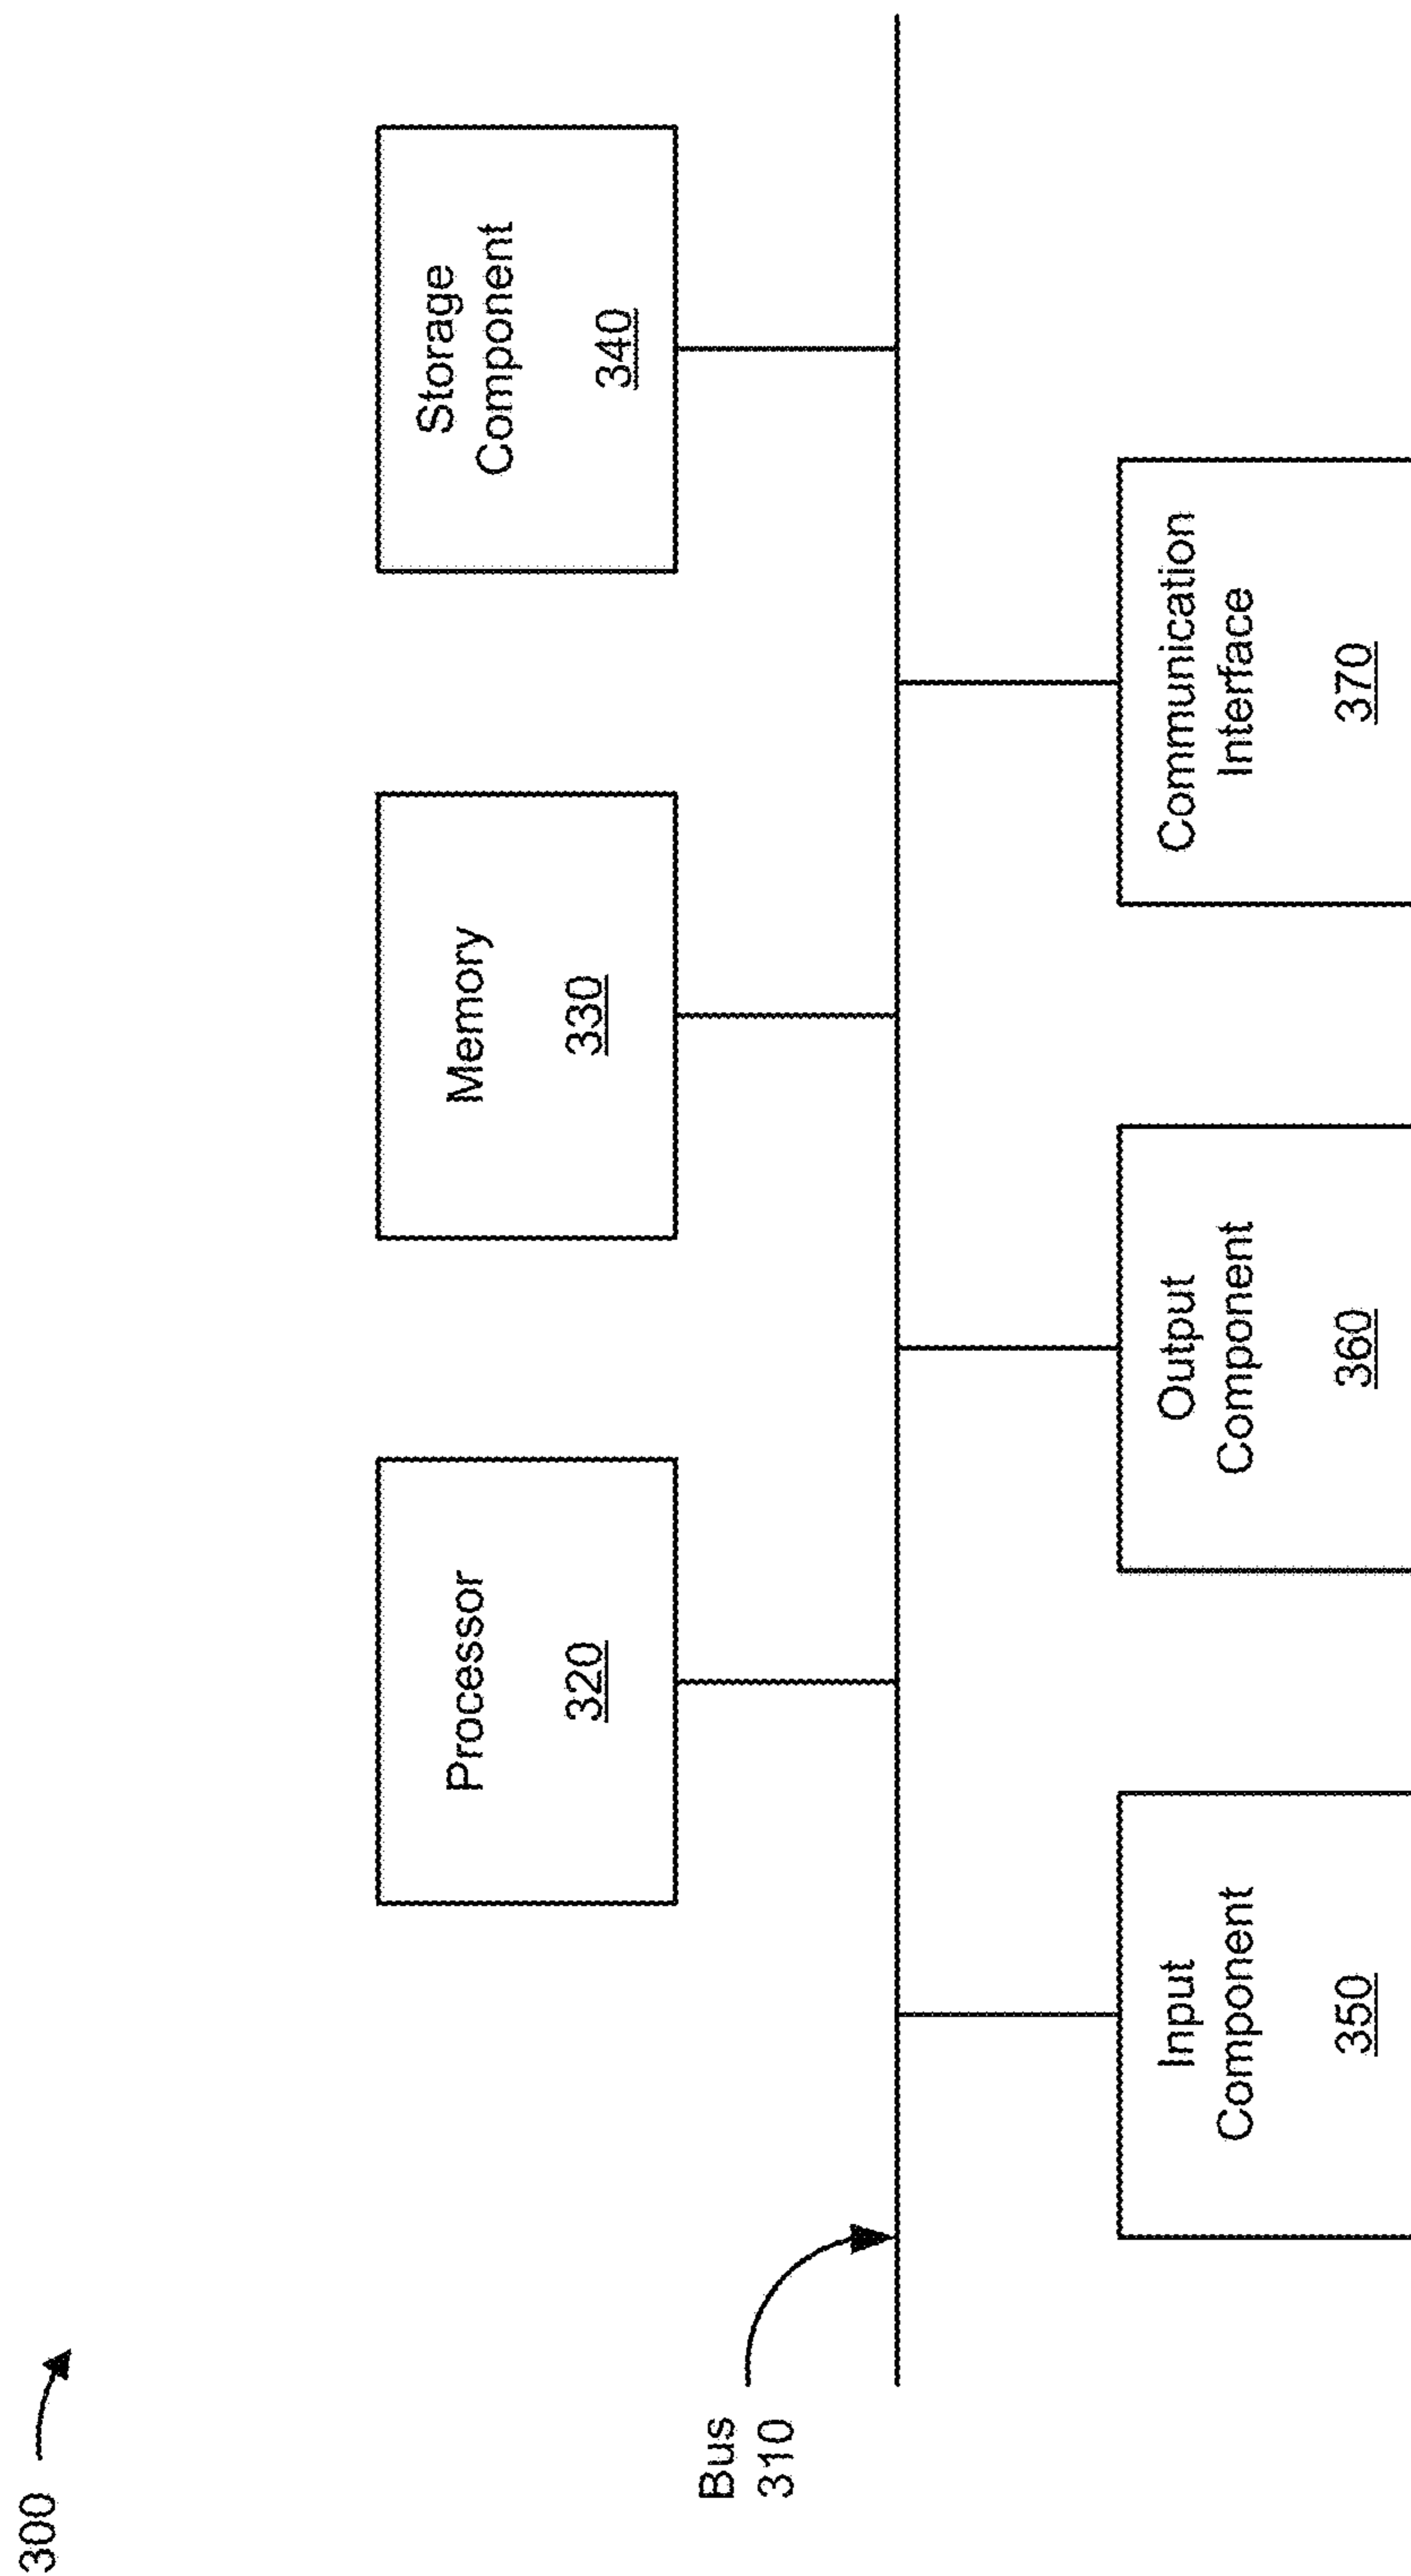 300
Bus
310
Processor
320
Memory
330
Storage
Component
340
Input
Component
350
Output
Component
360
Communication
Interface
370